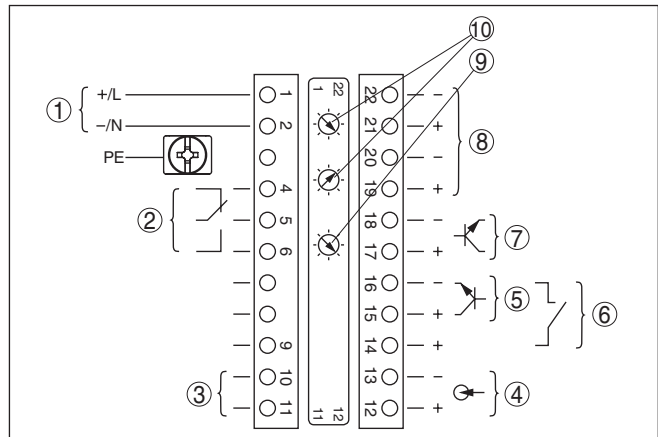 ⑩
⑨
① +/L 1 1 22 22 −
−/N 2 21 + ⑧
PE 20 −
4 19 +
② 5 18 − ⑦
6 17 +
16 − ⑤ ⑥
15 +
9 14 +
③ 10 13 − ④
11 11 12 12 +